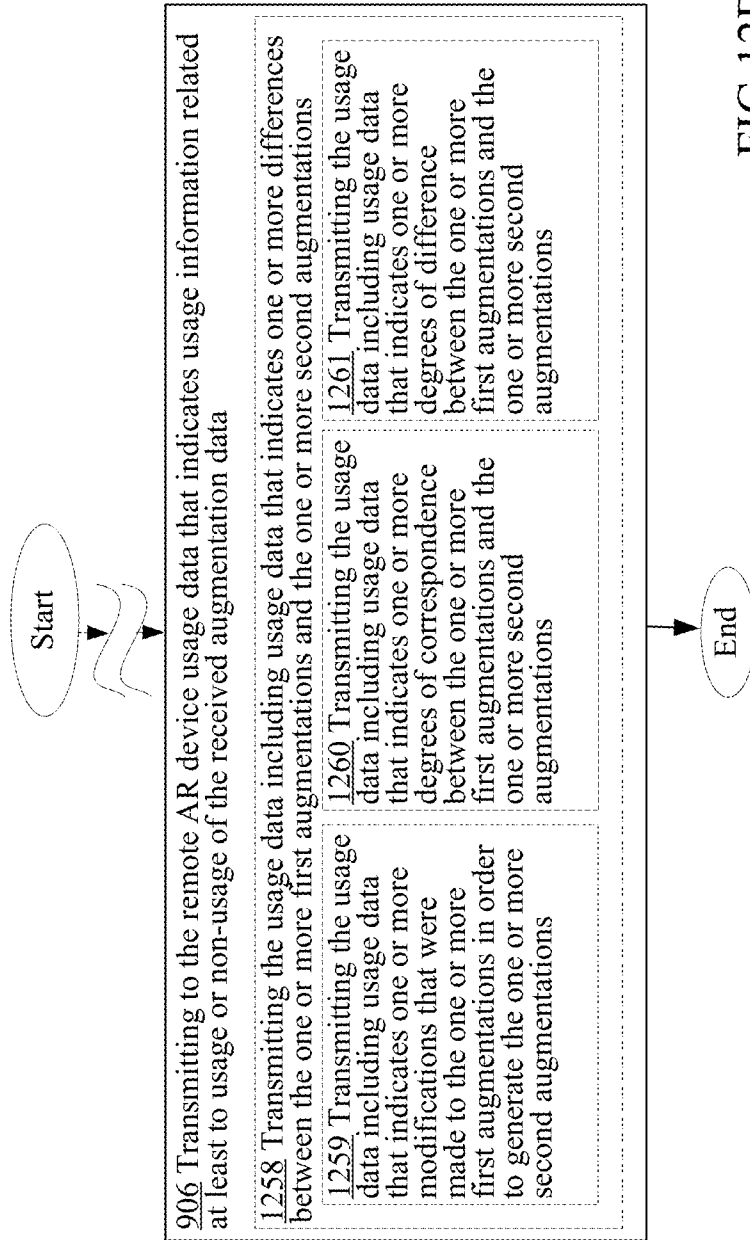 Start
906 Transmitting to the remote AR device usage data that indicates usage information related
at least to usage or non-usage of the received augmentation data
1258 Transmitting the usage data including usage data that indicates one or more differences
between the one or more first augmentations and the one or more second augmentations
1259 Transmitting the usage
data including usage data
that indicates one or more
modifications that were
made to the one or more
first augmentations in order
to generate the one or more
second augmentations
1260 Transmitting the usage
data including usage data
that indicates one or more
degrees of correspondence
between the one or more
first augmentations and the
one or more second
augmentations
1261 Transmitting the usage
data including usage data
that indicates one or more
degrees of difference
between the one or more
first augmentations and the
one or more second
augmentations
End
FIG